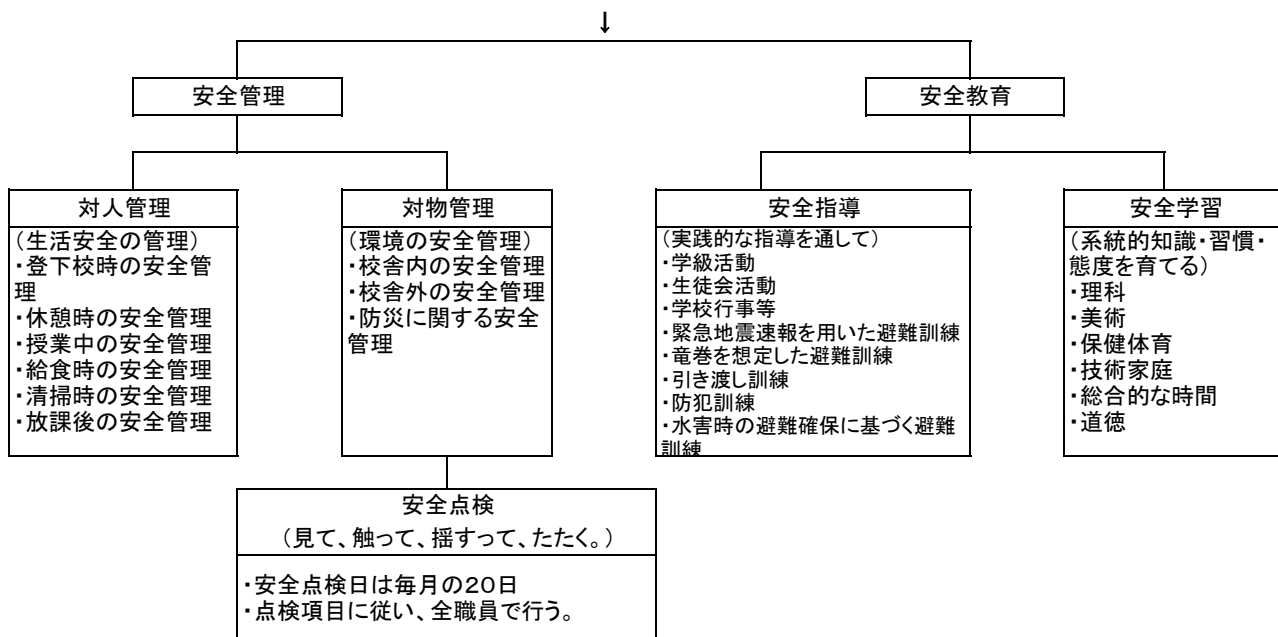 ↓
安全管理
安全教育
対人管理
(生活安全の管理)
・登下校時の安全管
理
・休憩時の安全管理
・授業中の安全管理
・給食時の安全管理
・清掃時の安全管理
・放課後の安全管理
対物管理
(環境の安全管理)
・校舎内の安全管理
・校舎外の安全管理
・防災に関する安全
管理
安全指導
(実践的な指導を通して)
・学級活動
・生徒会活動
・学校行事等
・緊急地震速報を用いた避難訓練
・竜巻を想定した避難訓練
・引き渡し訓練
・防犯訓練
・水害時の避難確保に基づく避難
訓練
安全学習
(系統的知識・習慣・
態度を育てる)
・理科
・美術
・保健体育
・技術家庭
・総合的な時間
・道徳
安全点検
(見て、触って、揺すって、たたく。)
・安全点検日は毎月の20日
・点検項目に従い、全職員で行う。